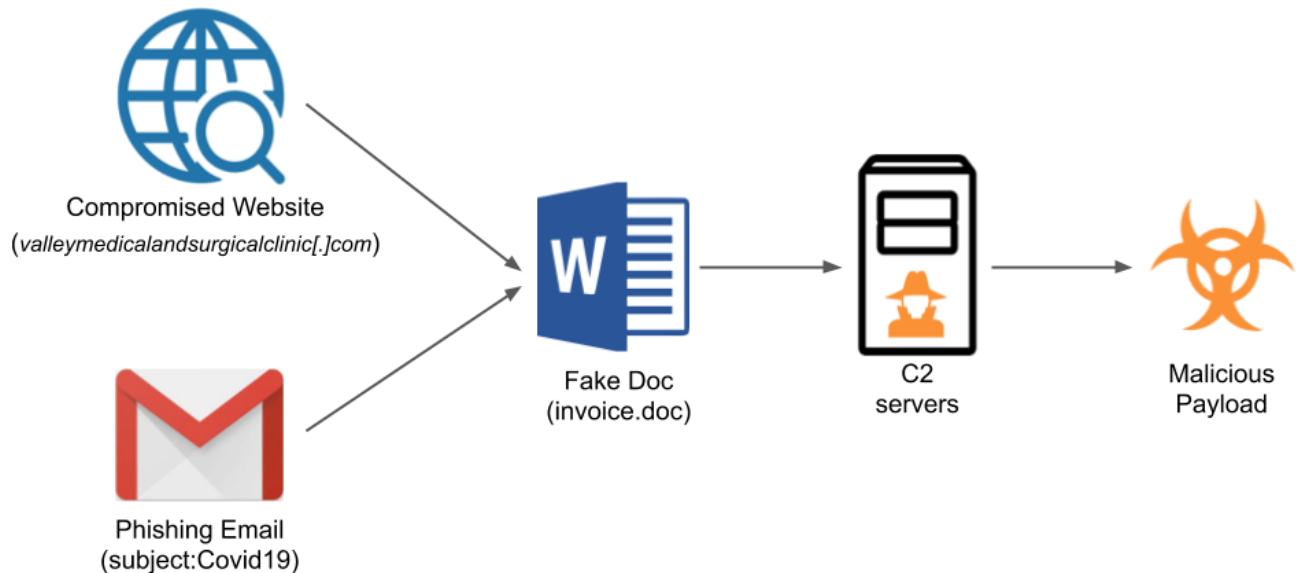 Compromised Website
(valleymedicalandsurgicalclinic[.]com)
Phishing Email
(subject:Covid19)
W
Fake Doc
(invoice.doc)
C2
servers
Malicious
Payload